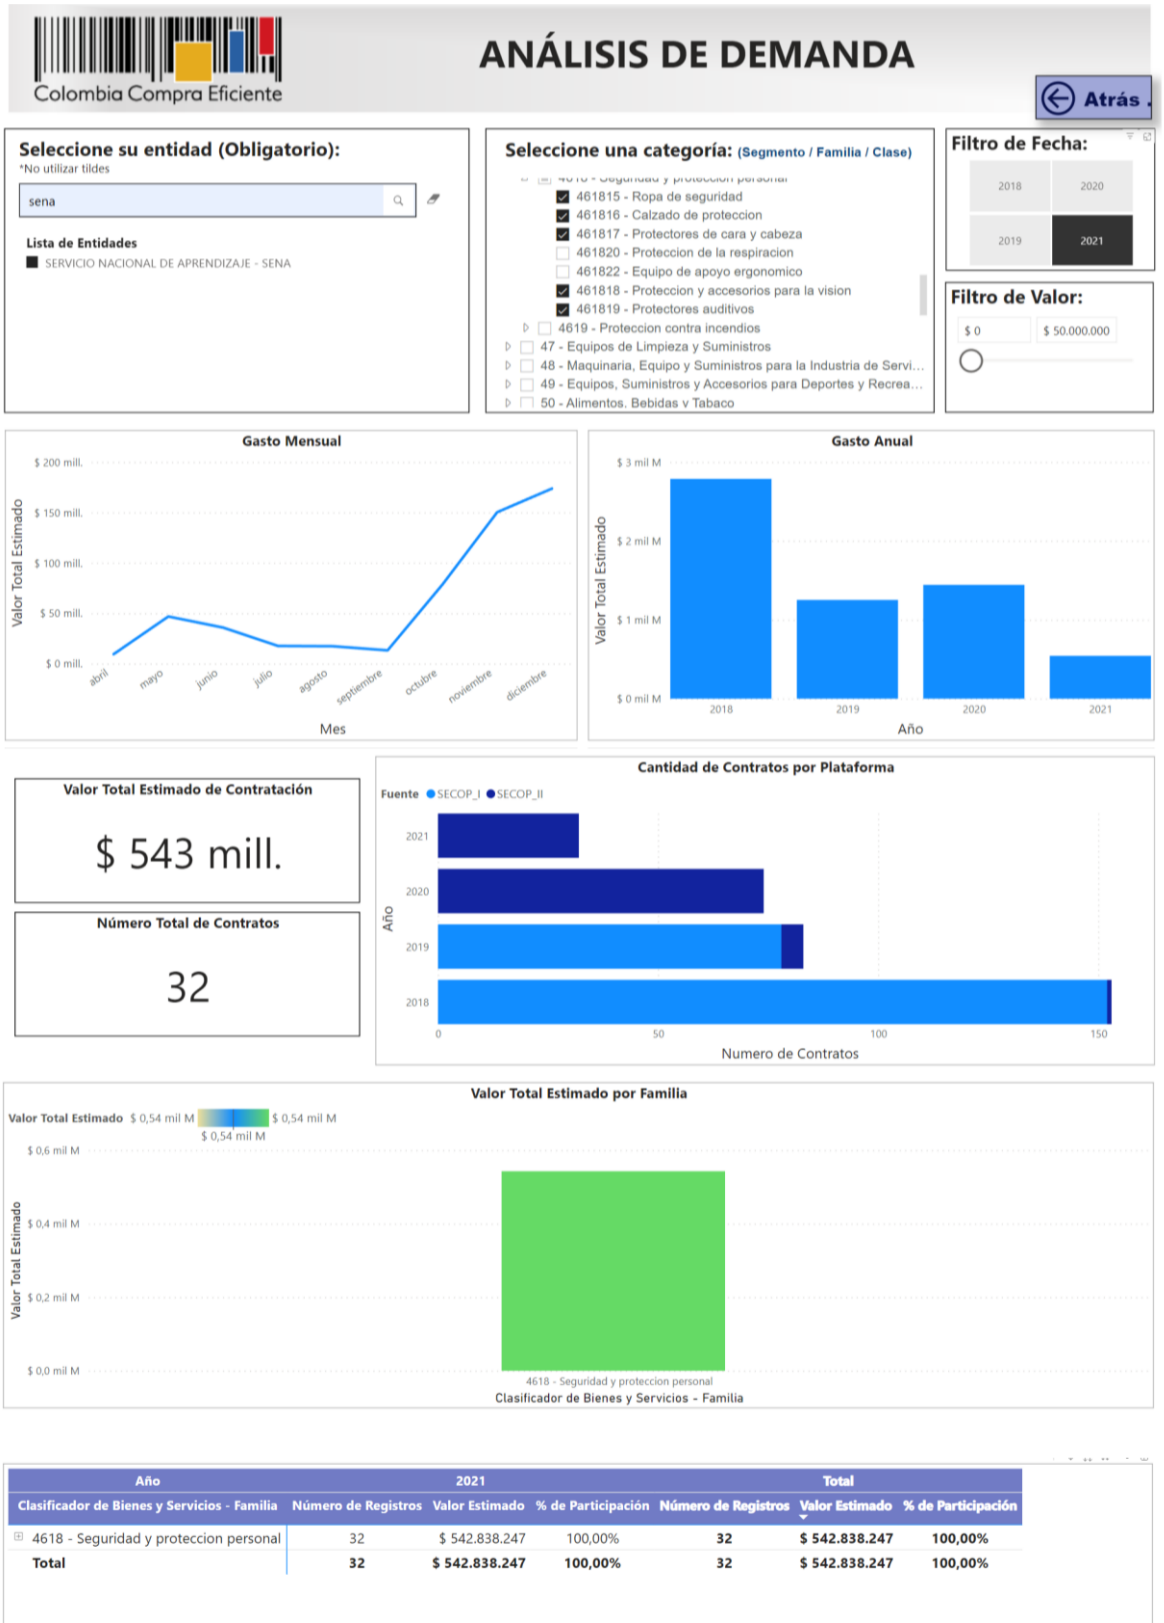 Colombia Compra Eficiente
ANÁLISIS DE DEMANDA
Atrás .
Seleccione su entidad (Obligatorio):
*No utilizar tildes
sena
Lista de Entidades
SERVICIO NACIONAL DE APRENDIZAJE - SENA
Seleccione una categoría: (Segmento / Familia / Clase)
4618 - Seguridad y proteccion personal
461815 - Ropa de seguridad
461816 - Calzado de proteccion
461817 - Protectores de cara y cabeza
461820 - Proteccion de la respiracion
461822 - Equipo de apoyo ergonomico
461818 - Proteccion y accesorios para la vision
461819 - Protectores auditivos
4619 - Proteccion contra incendios
47 - Equipos de Limpieza y Suministros
48 - Maquinaria, Equipo y Suministros para la Industria de Servi...
49 - Equipos, Suministros y Accesorios para Deportes y Recrea...
50 - Alimentos, Bebidas y Tabaco
Filtro de Fecha:
2018 2020
2019 2021
Filtro de Valor:
$ 0 $ 50.000.000
Gasto Mensual
Valor Total Estimado
$ 200 mill.
$ 150 mill.
$ 100 mill.
$ 50 mill.
$ 0 mill.
abril mayo junio julio agosto septiembre octubre noviembre diciembre
Mes
Gasto Anual
Valor Total Estimado
$ 3 mil M
$ 2 mil M
$ 1 mil M
$ 0 mil M
2018 2019 2020 2021
Año
Valor Total Estimado de Contratación
$ 543 mill.
Número Total de Contratos
32
Cantidad de Contratos por Plataforma
Fuente SECOP_I SECOP_II
Año
2021
2020
2019
2018
0 50 100 150
Numero de Contratos
Valor Total Estimado por Familia
Valor Total Estimado $ 0,54 mil M $ 0,54 mil M
$ 0,54 mil M
Valor Total Estimado
$ 0,6 mil M
$ 0,4 mil M
$ 0,2 mil M
$ 0,0 mil M
4618 - Seguridad y proteccion personal
Clasificador de Bienes y Servicios - Familia
Año 2021 Total
Clasificador de Bienes y Servicios - Familia Número de Registros Valor Estimado % de Participación Número de Registros Valor Estimado % de Participación
4618 - Seguridad y proteccion personal 32 $ 542.838.247 100,00% 32 $ 542.838.247 100,00%
Total 32 $ 542.838.247 100,00% 32 $ 542.838.247 100,00%